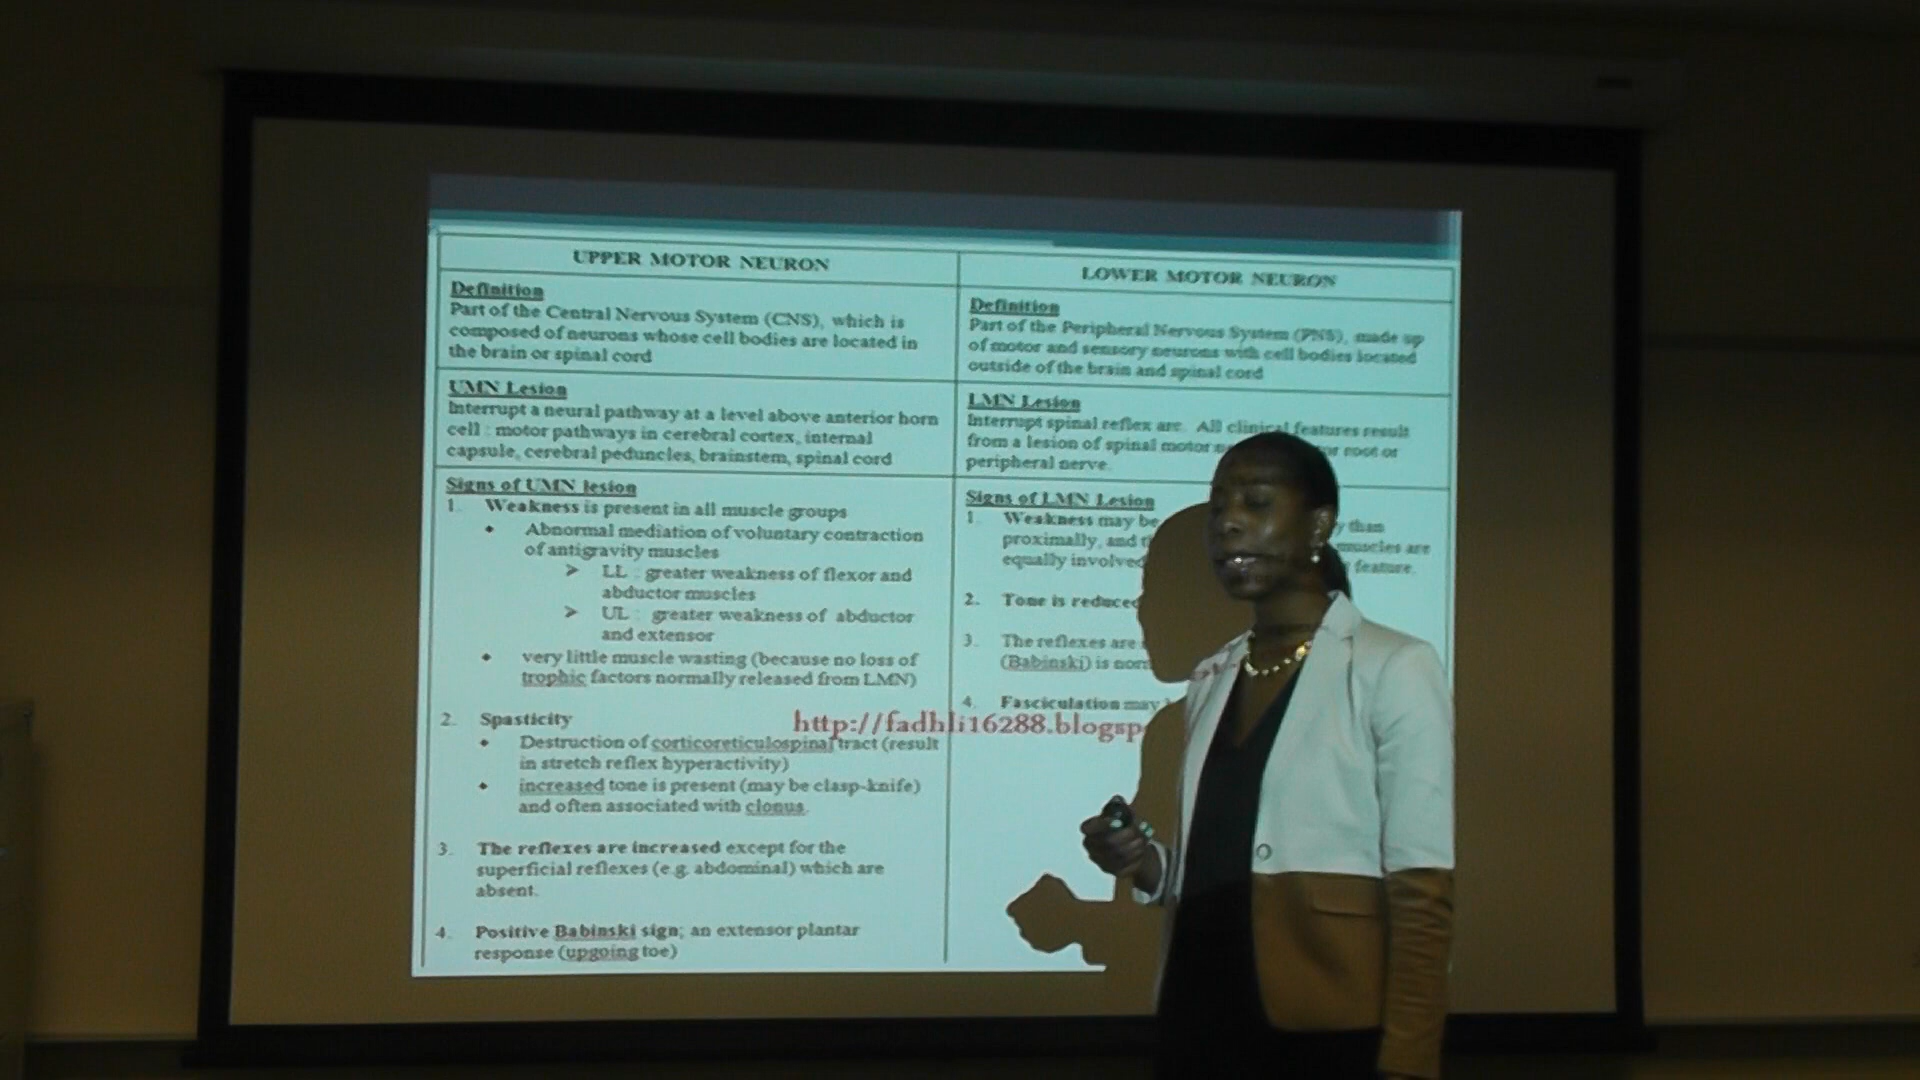 UPPER MOTOR NEURON
Definition
Part of the Central Nervous System (CNS), which is
composed of neurons whose cell bodies are located in
the brain or spinal cord
UMN Lesion
Interrupt a neural pathway at a level above anterior horn
cell : motor pathways in cerebral cortex, internal
capsule, cerebral peduncles, brainstem, spinal cord
Signs of UMN lesion
1. Weakness is present in all muscle groups
• Abnormal mediation of voluntary contraction
of antigravity muscles
➢ LL : greater weakness of flexor and
abductor muscles
➢ UL : greater weakness of abductor
and extensor
• very little muscle wasting (because no loss of
trophic factors normally released from LMN)
2. Spasticity
• Destruction of corticoreticulospinal tract (result
in stretch reflex hyperactivity)
• increased tone is present (may be clasp-knife)
and often associated with clonus.
3. The reflexes are increased except for the
superficial reflexes (e.g. abdominal) which are
absent.
4. Positive Babinski sign; an extensor plantar
response (upgoing toe)
LOWER MOTOR NEURON
Definition
Part of the Peripheral Nervous System (PNS), made up
of motor and sensory neurons with cell bodies located
outside of the brain and spinal cord
LMN Lesion
Interrupt spinal reflex arc. All clinical features result
from a lesion of spinal motor root or
peripheral nerve.
Signs of LMN Lesion
1. Weakness may be than
proximally, and muscles are
equally involved feature.
2. Tone is reduced
3. The reflexes are
(Babinski) is
4. Fasciculation may
http://fadhli16288.blogsp